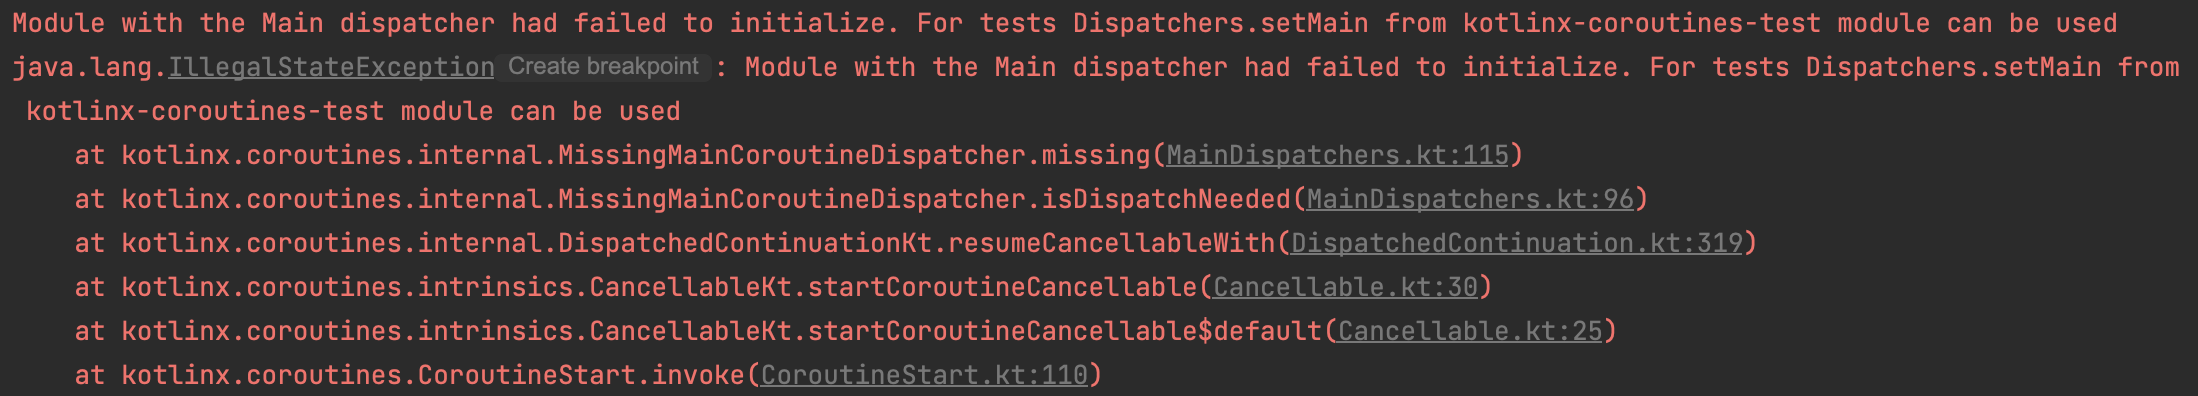 Module with the Main dispatcher had failed to initialize. For tests Dispatchers.setMain from kotlinx-coroutines-test module can be used
java.lang.IllegalStateException Create breakpoint : Module with the Main dispatcher had failed to initialize. For tests Dispatchers.setMain from
kotlinx-coroutines-test module can be used
at kotlinx.coroutines.internal.MissingMainCoroutineDispatcher.missing(MainDispatchers.kt:115)
at kotlinx.coroutines.internal.MissingMainCoroutineDispatcher.isDispatchNeeded(MainDispatchers.kt:96)
at kotlinx.coroutines.internal.DispatchedContinuationKt.resumeCancellableWith(DispatchedContinuation.kt:319)
at kotlinx.coroutines.intrinsics.CancellableKt.startCoroutineCancellable(Cancellable.kt:30)
at kotlinx.coroutines.intrinsics.CancellableKt.startCoroutineCancellable$default(Cancellable.kt:25)
at kotlinx.coroutines.CoroutineStart.invoke(CoroutineStart.kt:110)